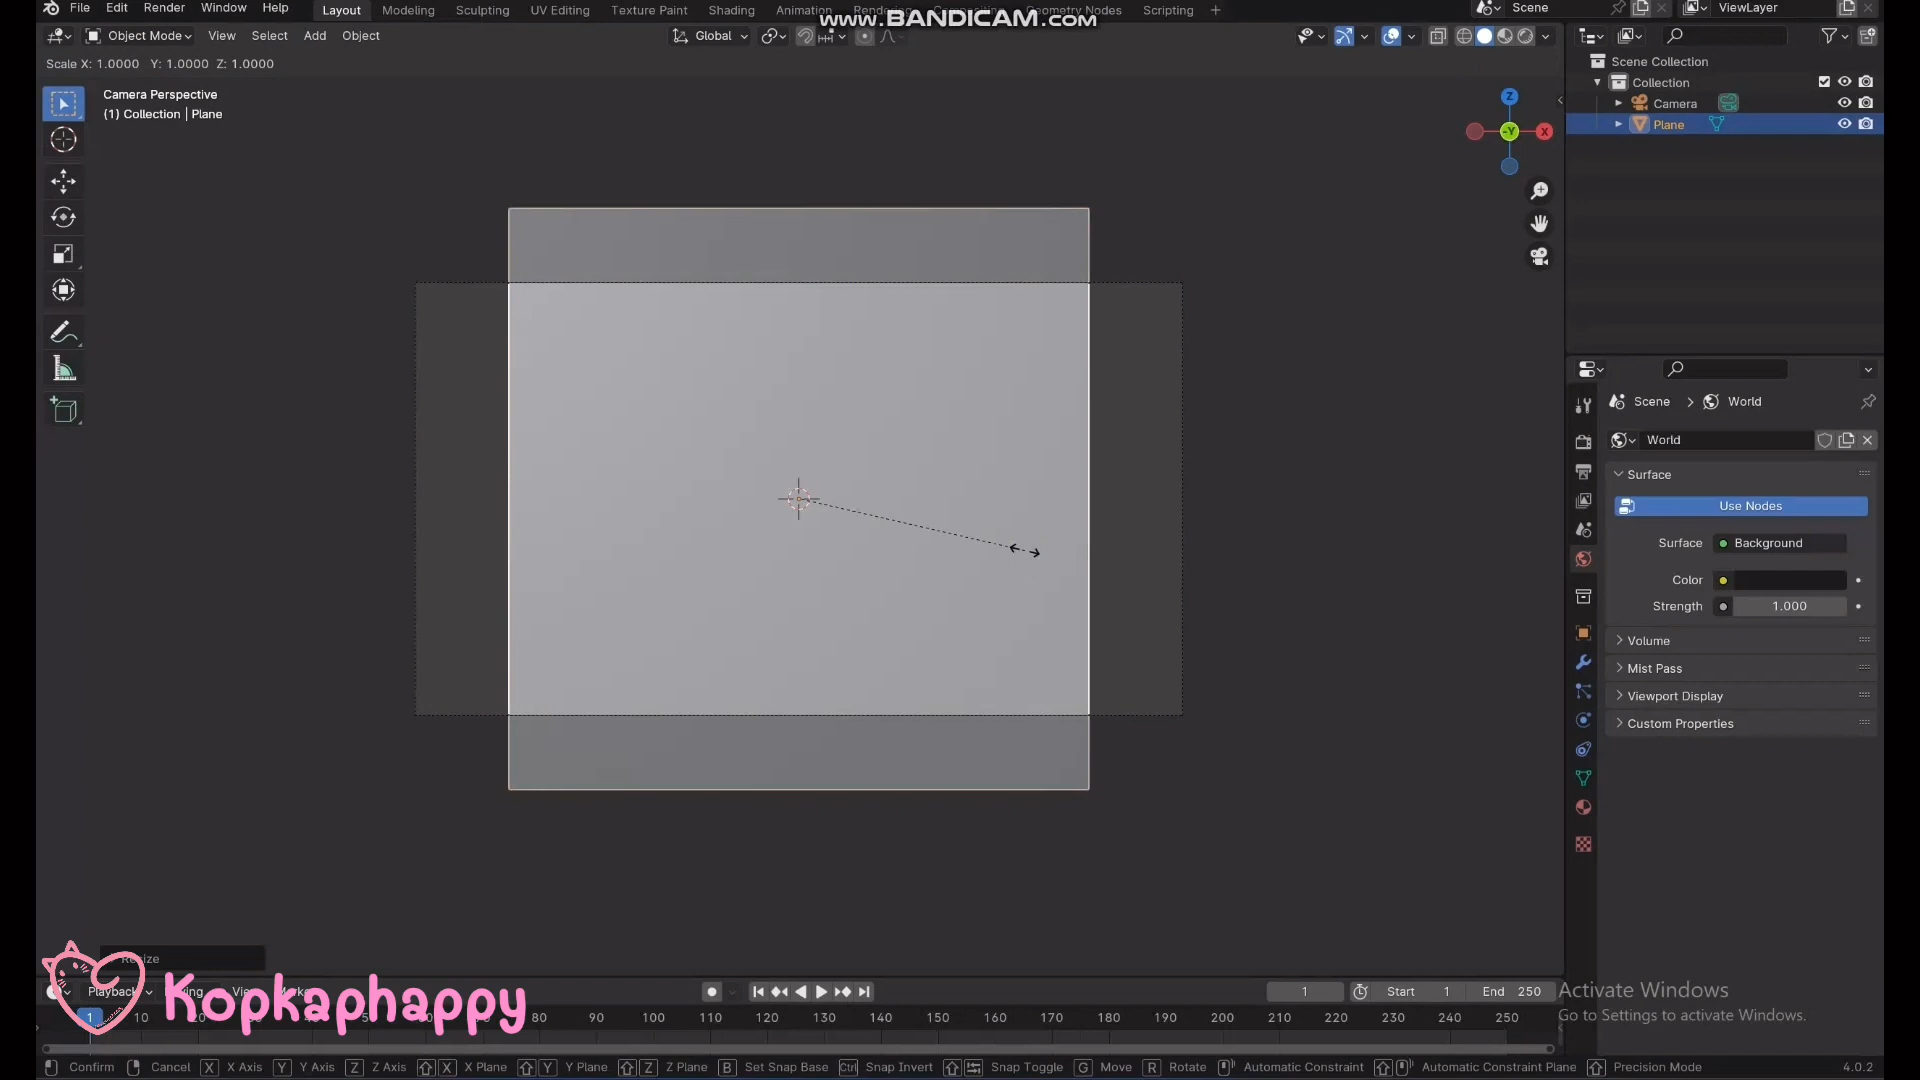 File Edit Render Window Help Layout Modeling Sculpting UV Editing Texture Paint Shading Animation Geometry Nodes Scripting Scene ViewLayer
www.BANDICAM.com
Object Mode View Select Add Object Global
Scale X: 1.0000 Y: 1.0000 Z: 1.0000
Camera Perspective
(1) Collection | Plane
Z
-Y
X
Scene Collection
Collection
Camera
Plane
Scene > World
World
Surface
Use Nodes
Surface Background
Color
Strength 1.000
Volume
Mist Pass
Viewport Display
Custom Properties
Resize
Kopkaphappy
Playback 1 Start 1 End 250
1 10 20 80 90 100 110 120 130 140 150 160 170 180 190 200 210 220 230 240 250
Activate Windows
Go to Settings to activate Windows.
Confirm Cancel X X Axis Y Y Axis Z Z Axis X X Plane Y Y Plane Z Z Plane B Set Snap Base Ctrl Snap Invert Snap Toggle G Move R Rotate Automatic Constraint Automatic Constraint Plane Precision Mode 4.0.2